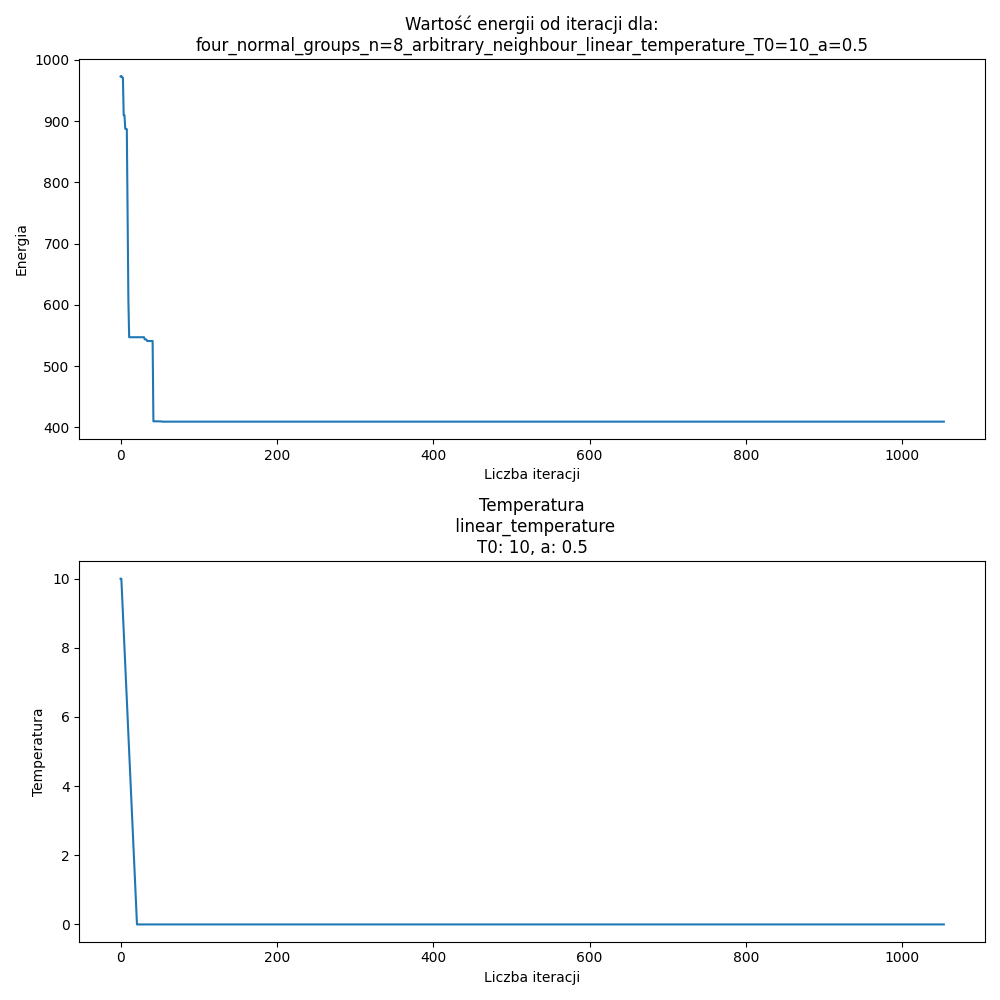 Wartość energii od iteracji dla:
four_normal_groups_n=8_arbitrary_neighbour_linear_temperature_T0=10_a=0.5
1000
900
800
700
600
500
400
Energia
0 200 400 600 800 1000
Liczba iteracji
Temperatura
linear_temperature
T0: 10, a: 0.5
10
8
6
4
2
0
Temperatura
0 200 400 600 800 1000
Liczba iteracji